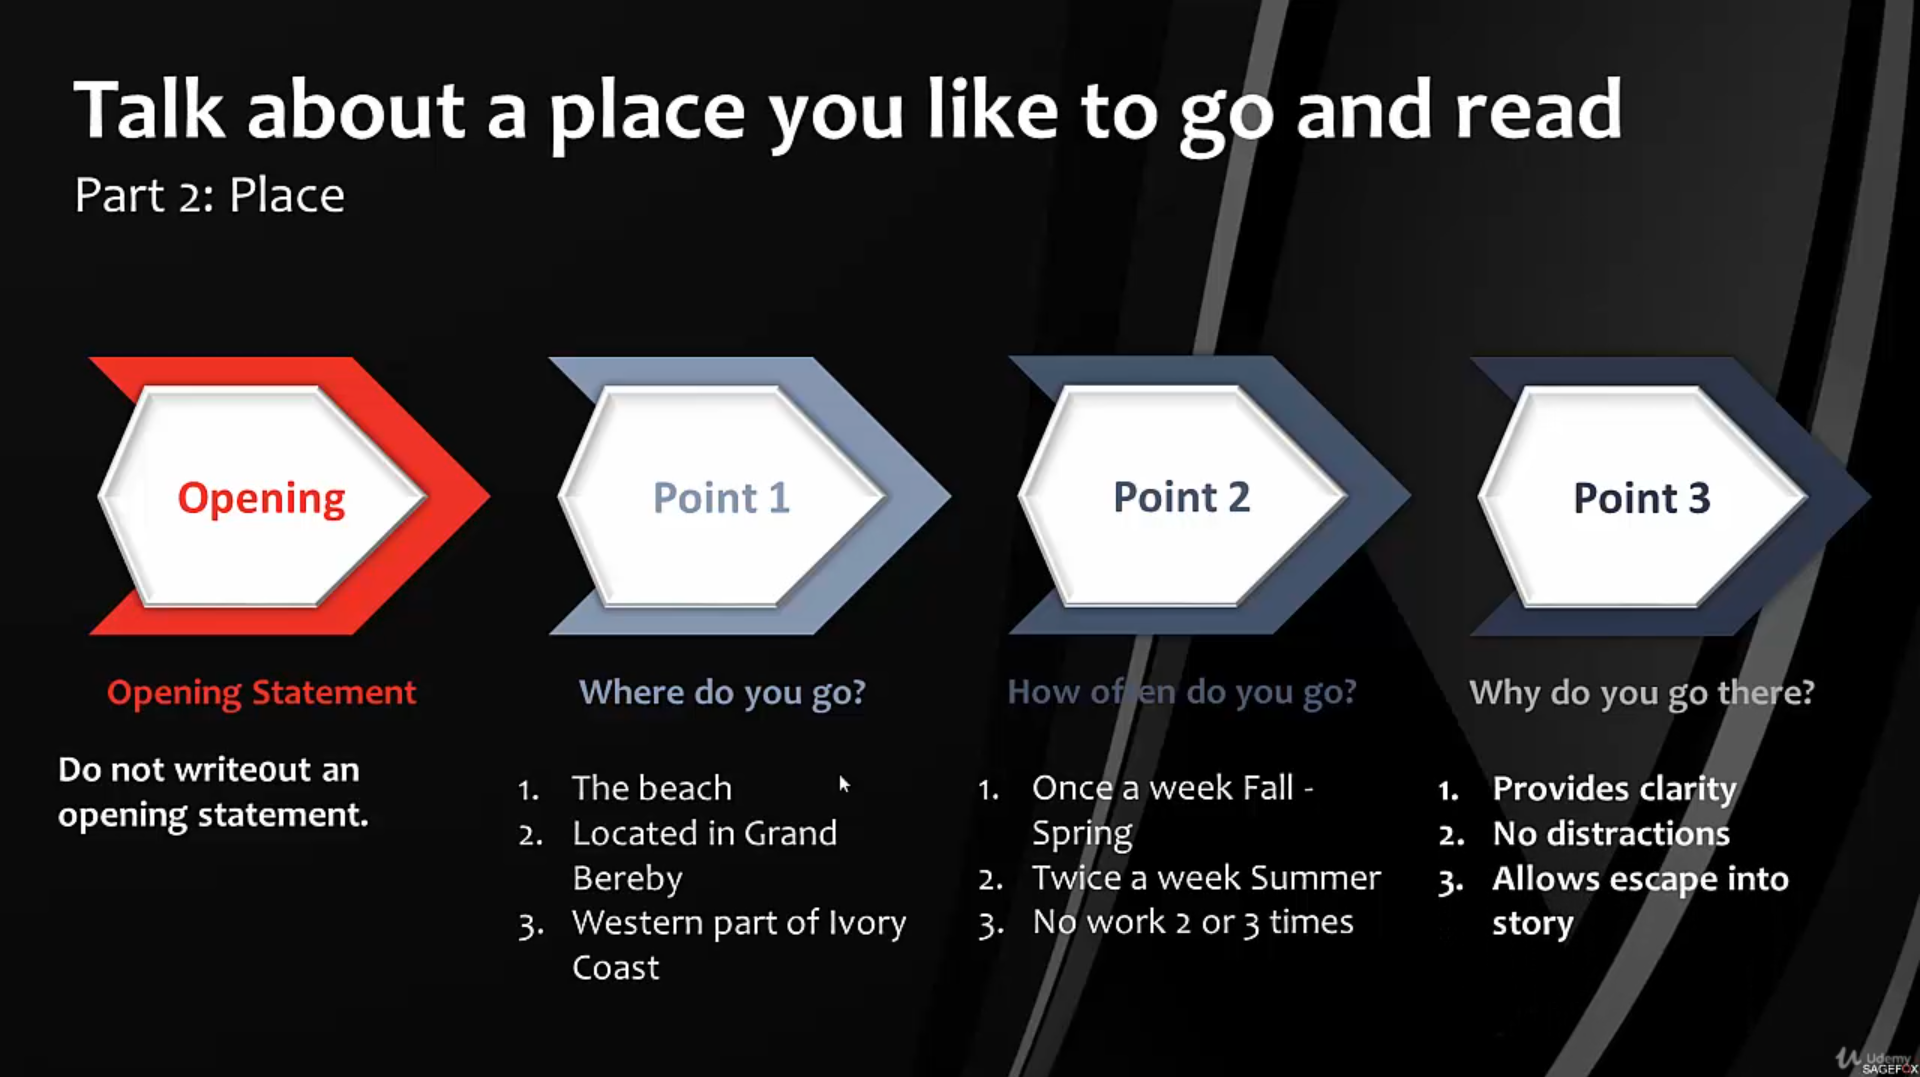 Talk about a place you like to go and read
Part 2: Place
Opening
Point 1
Point 2
Point 3
Opening Statement
Where do you go?
How often do you go?
Why do you go there?
Do not write0ut an
opening statement.
1. The beach
2. Located in Grand
Bereby
3. Western part of Ivory
Coast
1. Once a week Fall -
Spring
2. Twice a week Summer
3. No work 2 or 3 times
1. Provides clarity
2. No distractions
3. Allows escape into
story
Udemy
SAGEFOX